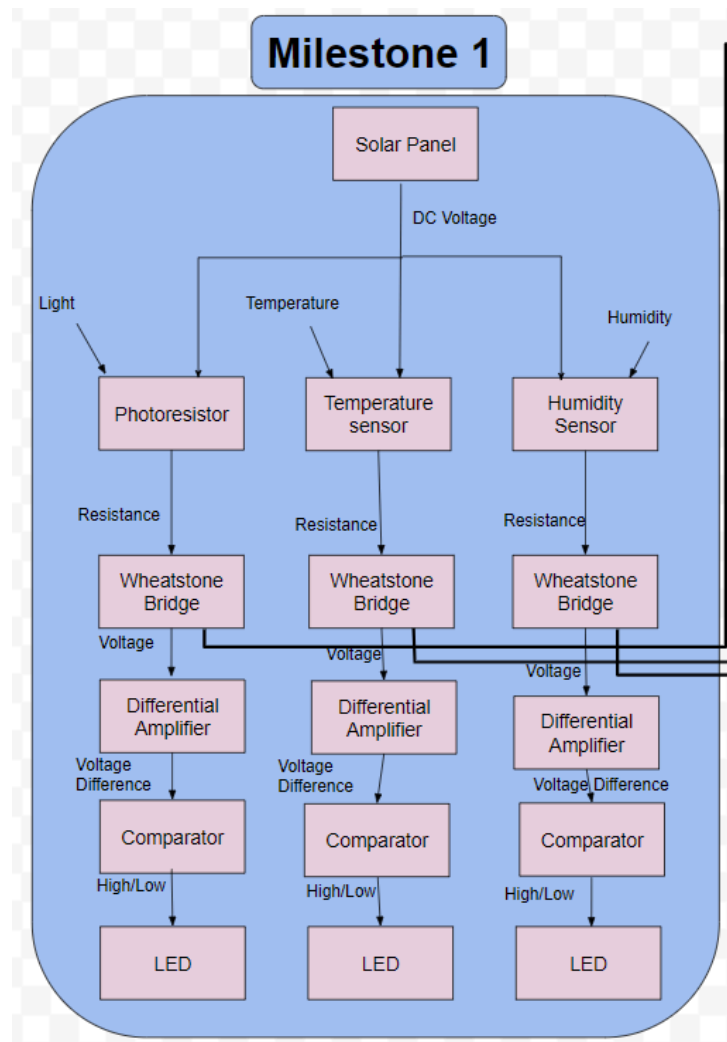 Milestone 1
Solar Panel
DC Voltage
Light
Temperature
Humidity
Photoresistor
Temperature
sensor
Humidity
Sensor
Resistance
Resistance
Resistance
Wheatstone
Bridge
Wheatstone
Bridge
Wheatstone
Bridge
Voltage
Voltage
Voltage
Differential
Amplifier
Differential
Amplifier
Differential
Amplifier
Voltage
Difference
Voltage
Difference
Voltage Difference
Comparator
Comparator
Comparator
High/Low
High/Low
High/Low
LED
LED
LED